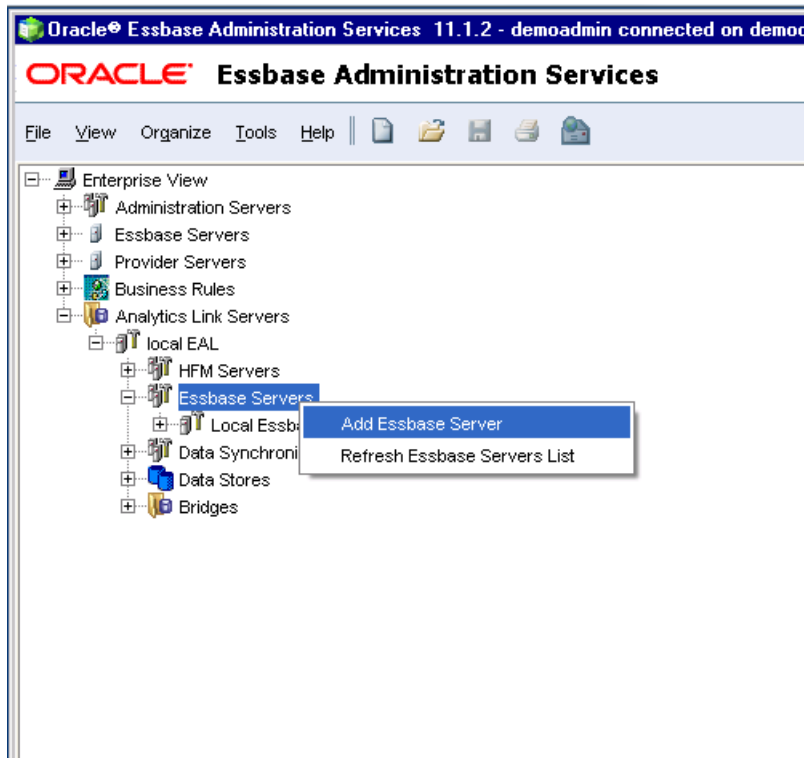 Oracle® Essbase Administration Services 11.1.2 - demoadmin connected on
ORACLE® Essbase Administration Services
File View Organize Tools Help
Enterprise View
Administration Servers
Essbase Servers
Provider Servers
Business Rules
Analytics Link Servers
local EAL
HFM Servers
Essbase Servers
Add Essbase Server
Local
Refresh Essbase Servers List
Data
Data Stores
Bridges